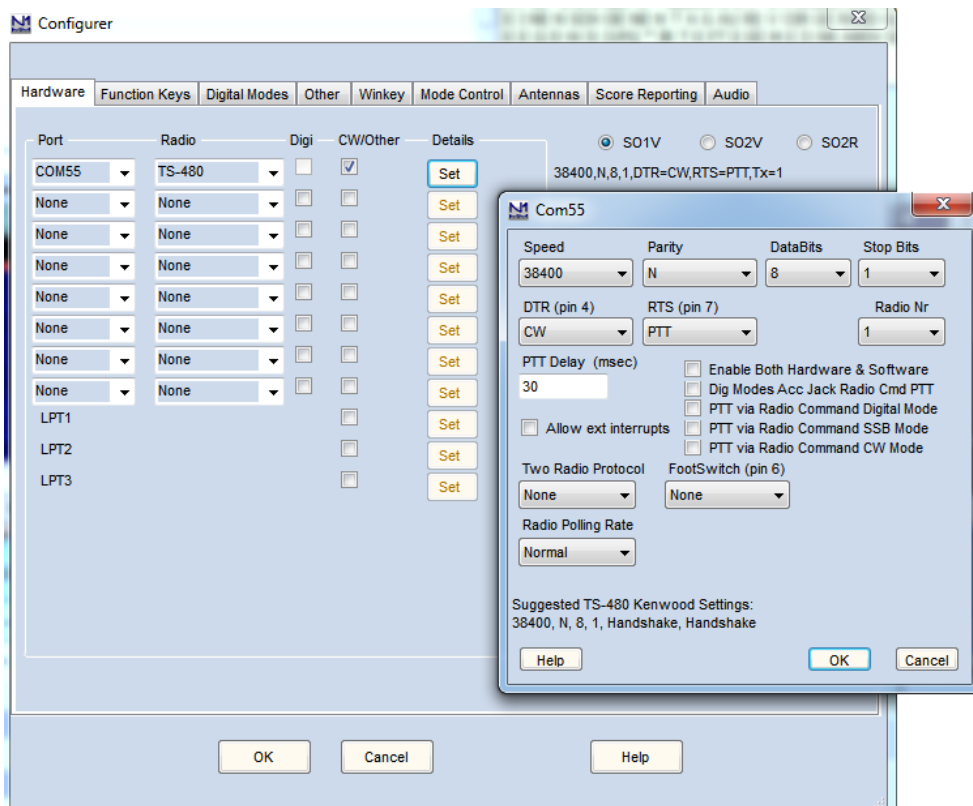 N1 Configurer
Hardware Function Keys Digital Modes Other Winkey Mode Control Antennas Score Reporting Audio
Port Radio Digi CW/Other Details SO1V SO2V SO2R
COM55 TS-480 Set 38400,N,8,1,DTR=CW,RTS=PTT,Tx=1
None None Set
None None Set
None None Set
None None Set
None None Set
None None Set
None None Set
LPT1 Set
LPT2 Set
LPT3 Set
OK Cancel Help
N1 Com55
Speed Parity DataBits Stop Bits
38400 N 8 1
DTR (pin 4) RTS (pin 7) Radio Nr
CW PTT 1
PTT Delay (msec)
30
Enable Both Hardware & Software
Dig Modes Acc Jack Radio Cmd PTT
PTT via Radio Command Digital Mode
Allow ext interrupts PTT via Radio Command SSB Mode
PTT via Radio Command CW Mode
Two Radio Protocol FootSwitch (pin 6)
None None
Radio Polling Rate
Normal
Suggested TS-480 Kenwood Settings:
38400, N, 8, 1, Handshake, Handshake
Help OK Cancel